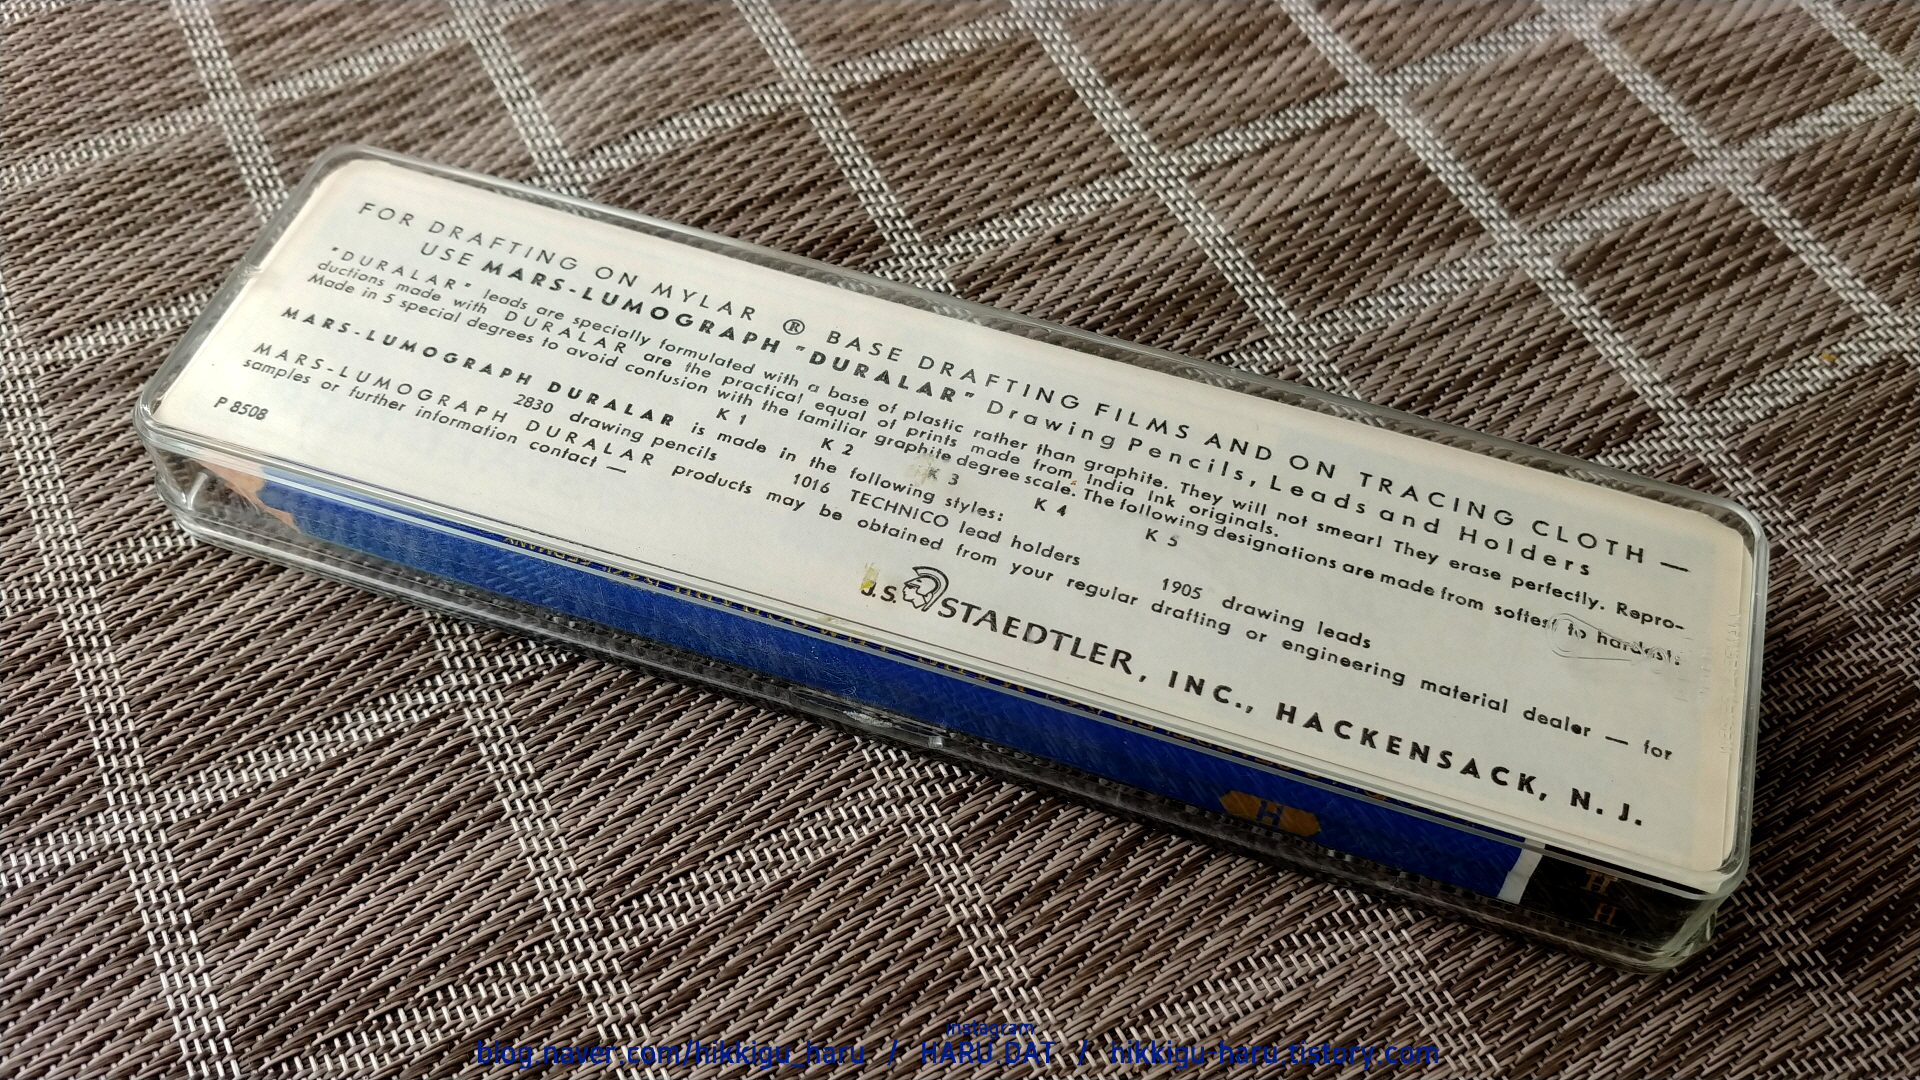 FOR DRAFTING ON MYLAR ® BASE DRAFTING FILMS AND ON TRACING CLOTH —
USE MARS-LUMOGRAPH "DURALAR" Drawing Pencils, Leads and Holders
"DURALAR" leads are specially formulated with a base of plastic rather than graphite. They will not smear! They erase perfectly. Repro-
ductions made with DURALAR are the practical equal of prints made from India Ink originals.
Made in 5 special degrees to avoid confusion with the familiar graphite degree scale. The following designations are made from softest to hardest:
K 1 K 2 K 3 K 4 K 5
MARS-LUMOGRAPH DURALAR is made in the following styles:
2830 drawing pencils 1016 TECHNICO lead holders 1905 drawing leads
MARS-LUMOGRAPH DURALAR products may be obtained from your regular drafting or engineering material dealer — for
samples or further information contact —
P 8508
J.S. STAEDTLER, INC., HACKENSACK, N. J.
H
H
H
instagram
blog.naver.com/hikkigu_haru / HARU.DAT / hikkigu-haru.tistory.com